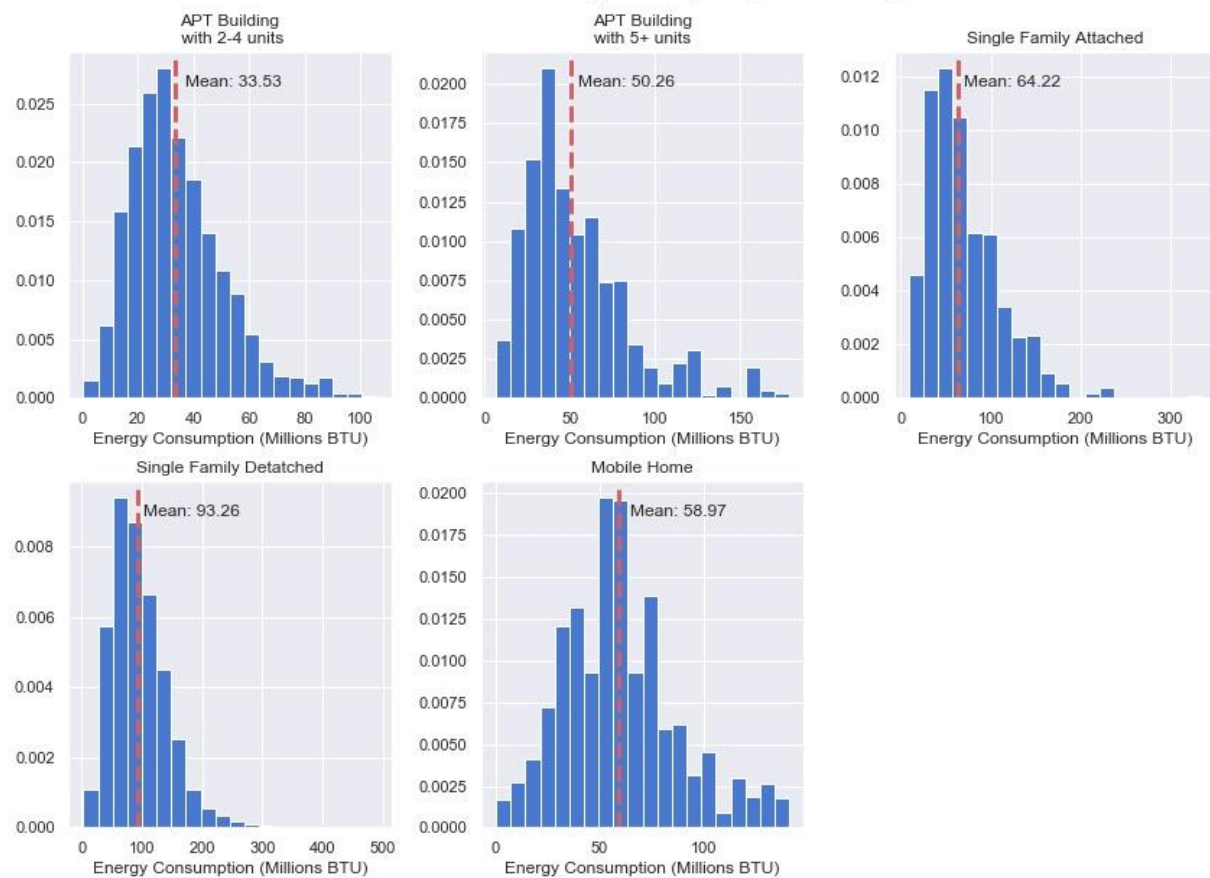 APT Building
with 2-4 units
Mean: 33.53
0.025
0.020
0.015
0.010
0.005
0.000
0 20 40 60 80 100
Energy Consumption (Millions BTU)
APT Building
with 5+ units
Mean: 50.26
0.0200
0.0175
0.0150
0.0125
0.0100
0.0075
0.0050
0.0025
0.0000
0 50 100 150
Energy Consumption (Millions BTU)
Single Family Attached
Mean: 64.22
0.012
0.010
0.008
0.006
0.004
0.002
0.000
0 100 200 300
Energy Consumption (Millions BTU)
Single Family Detatched
Mean: 93.26
0.008
0.006
0.004
0.002
0.000
0 100 200 300 400 500
Energy Consumption (Millions BTU)
Mobile Home
Mean: 58.97
0.0200
0.0175
0.0150
0.0125
0.0100
0.0075
0.0050
0.0025
0.0000
0 50 100
Energy Consumption (Millions BTU)